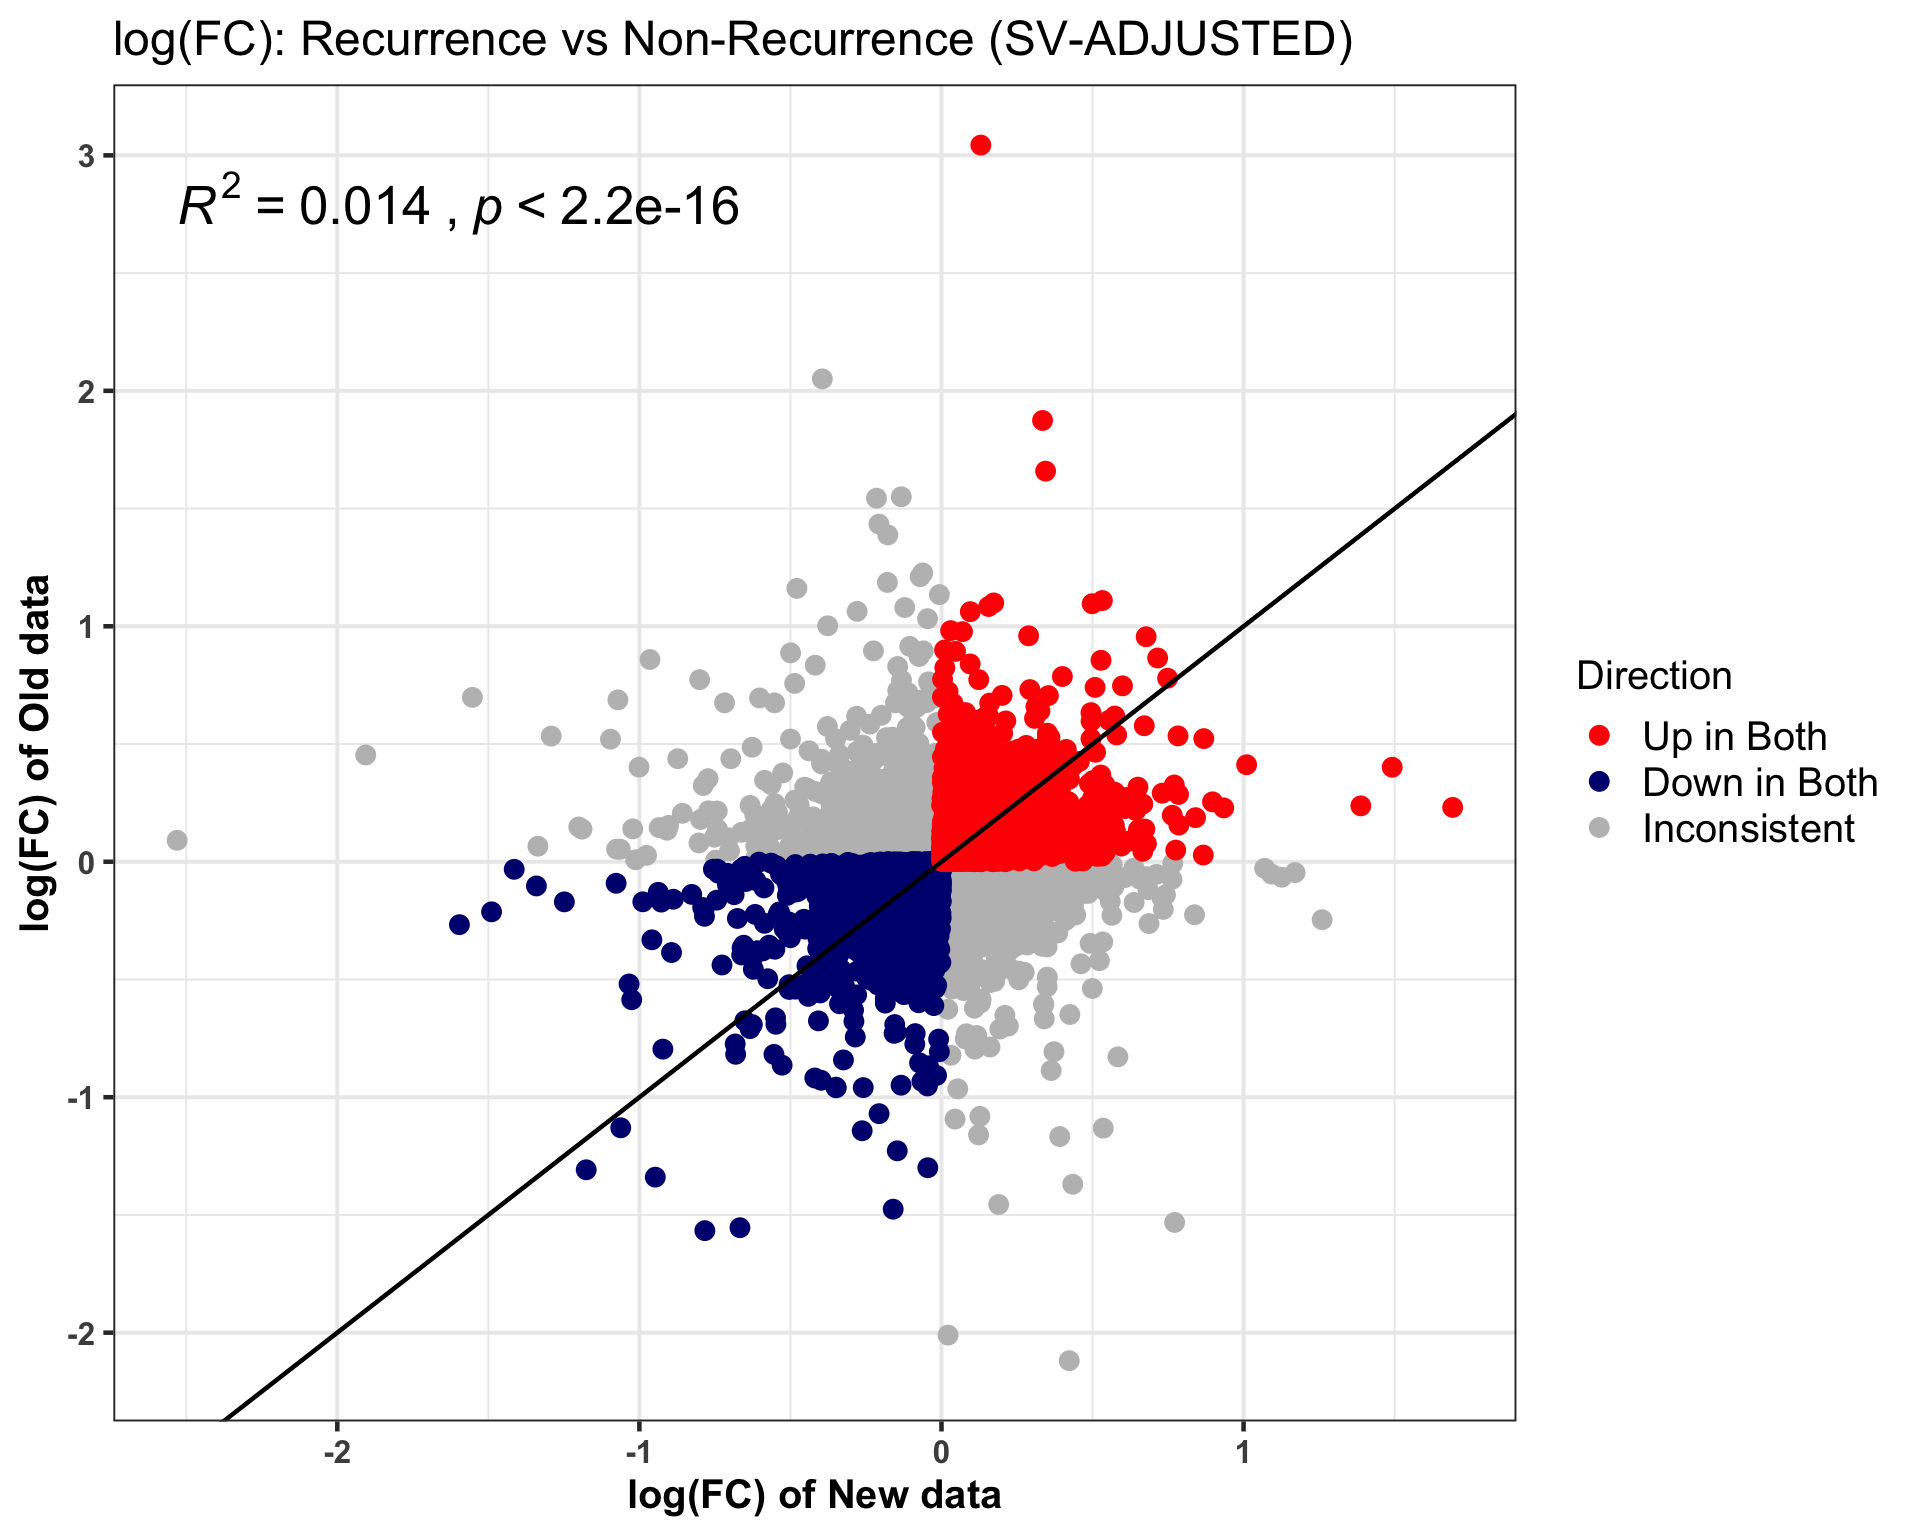 log(FC): Recurrence vs Non-Recurrence (SV-ADJUSTED)
R² = 0.014 , p < 2.2e-16
3
2
1
0
-1
-2
log(FC) of Old data
-2 -1 0 1
log(FC) of New data
Direction
Up in Both
Down in Both
Inconsistent